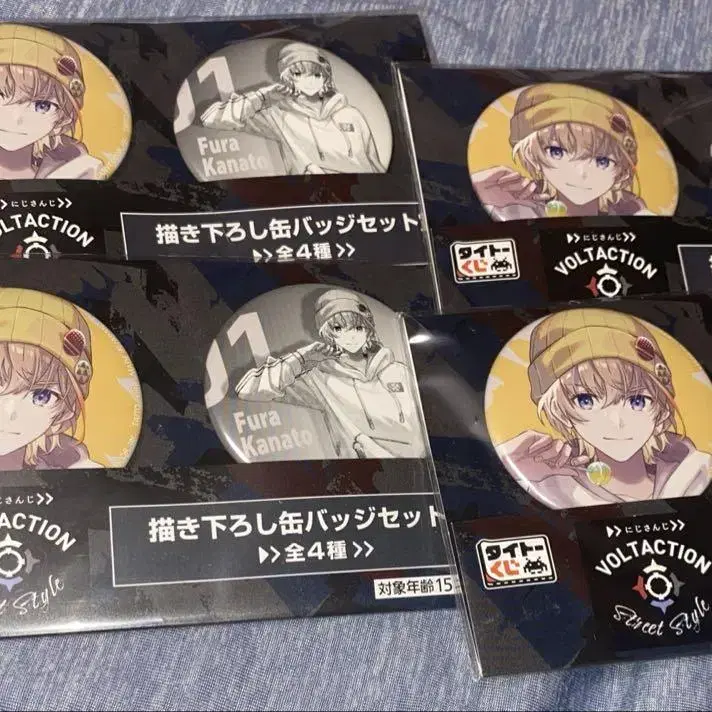 01
Fura
Kanato
にじさんじ
VOLTACTION
描き下ろし缶バッジセット
全4種
タイトー
くじ
にじさんじ
VOLTACTION
01
Fura
Kanato
にじさんじ
VOLTACTION
Street Style
描き下ろし缶バッジセット
全4種
対象年齢15
タイトー
くじ
にじさんじ
VOLTACTION
Street Style